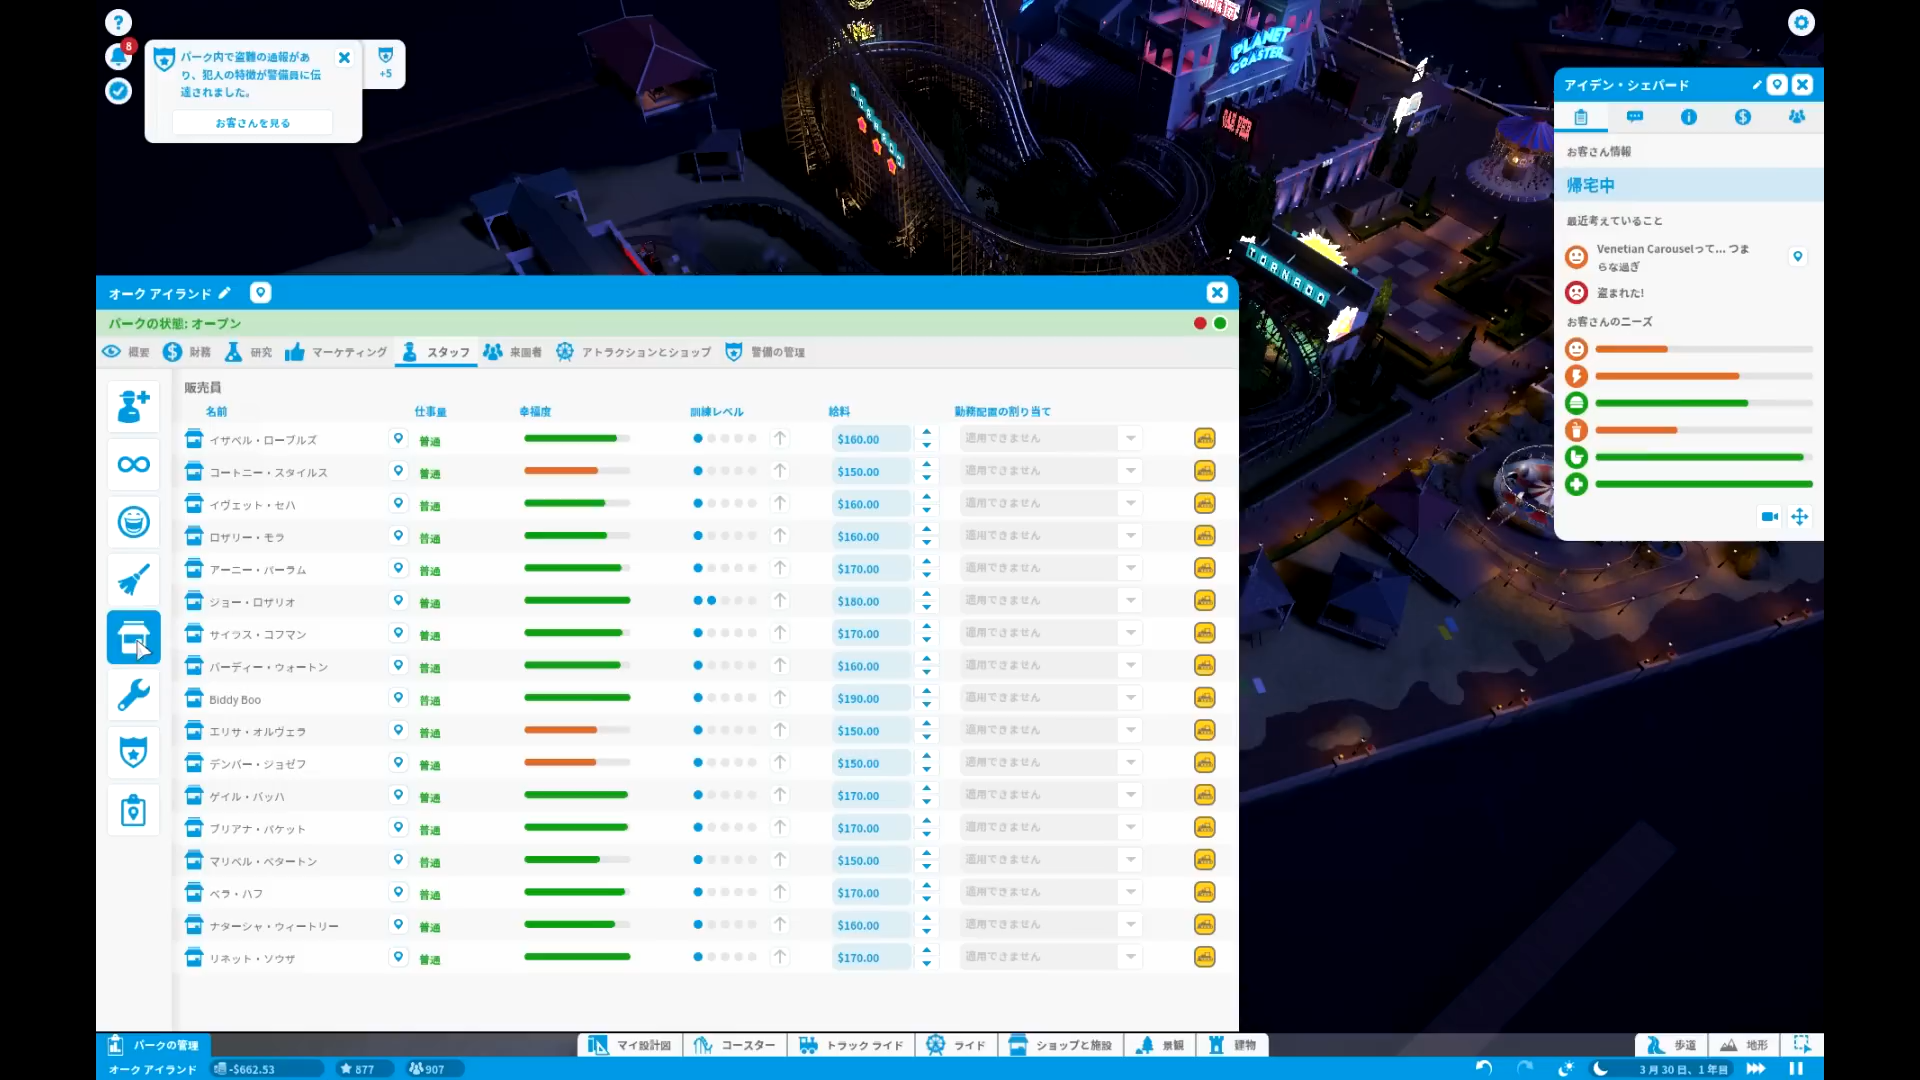 ?
8
パーク内で盗難の通報があ
り、犯人の特徴が警備員に伝
達されました。
お客さんを見る
+5
TORNADO
PLANET
COASTER
TORNADO
アイデン・シェパード
お客さん情報
帰宅中
最近考えていること
Venetian Carouselって... つま
らな過ぎ
盗まれた!
お客さんのニーズ
オーク アイランド
パークの状態: オープン
概要 財務 研究 マーケティング スタッフ 来園者 アトラクションとショップ 警備の管理
販売員
名前 仕事量 幸福度 訓練レベル 給料 勤務配置の割り当て
イザベル・ローブルズ 普通 $160.00 適用できません
コートニー・スタイルス 普通 $150.00 適用できません
イヴェット・セハ 普通 $160.00 適用できません
ロザリー・モラ 普通 $160.00 適用できません
アーニー・バーラム 普通 $170.00 適用できません
ジョー・ロザリオ 普通 $180.00 適用できません
サイラス・コフマン 普通 $170.00 適用できません
バーディー・ウォートン 普通 $160.00 適用できません
Biddy Boo 普通 $190.00 適用できません
エリサ・オルヴェラ 普通 $150.00 適用できません
デンバー・ジョゼフ 普通 $150.00 適用できません
ゲイル・バッハ 普通 $170.00 適用できません
ブリアナ・パケット 普通 $170.00 適用できません
マリベル・ベタートン 普通 $150.00 適用できません
ベラ・ハフ 普通 $170.00 適用できません
ナターシャ・ウィートリー 普通 $160.00 適用できません
リネット・ソウザ 普通 $170.00 適用できません
パークの管理 マイ設計図 コースター トラック ライド ライド ショップと施設 景観 建物 歩道 地形
オーク アイランド -$662.53 877 907 3 月 30 日、1 年目